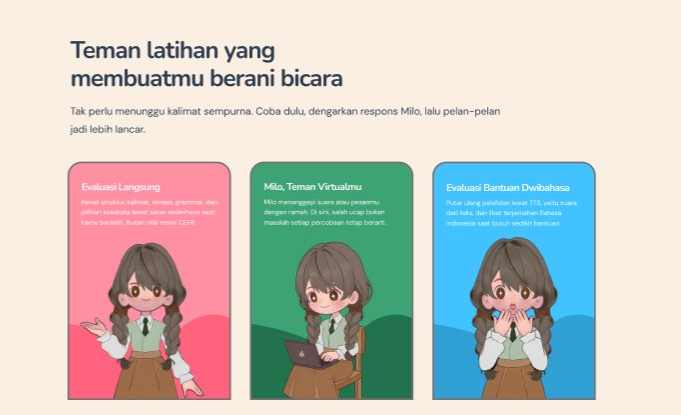 Teman latihan yang
membuatmu berani bicara
Tak perlu menunggu kalimat sempurna. Coba dulu, dengarkan respons Milo, lalu pelan-pelan
jadi lebih lancar.
Evaluasi Langsung
Kenali struktur kalimat, tenses, grammar, dan
pilihan kosakata lewat saran sederhana saat
kamu berlatih. Bukan nilai resmi CEFR.
Milo, Teman Virtualmu
Milo menanggapi suara atau pesanmu
dengan ramah. Di sini, salah ucap bukan
masalah setiap percobaan tetap berarti.
Evaluasi Bantuan Dwibahasa
Putar ulang pelafalan lewat TTS, yaitu suara
dari teks, dan lihat terjemahan Bahasa
Indonesia saat butuh sedikit bantuan.